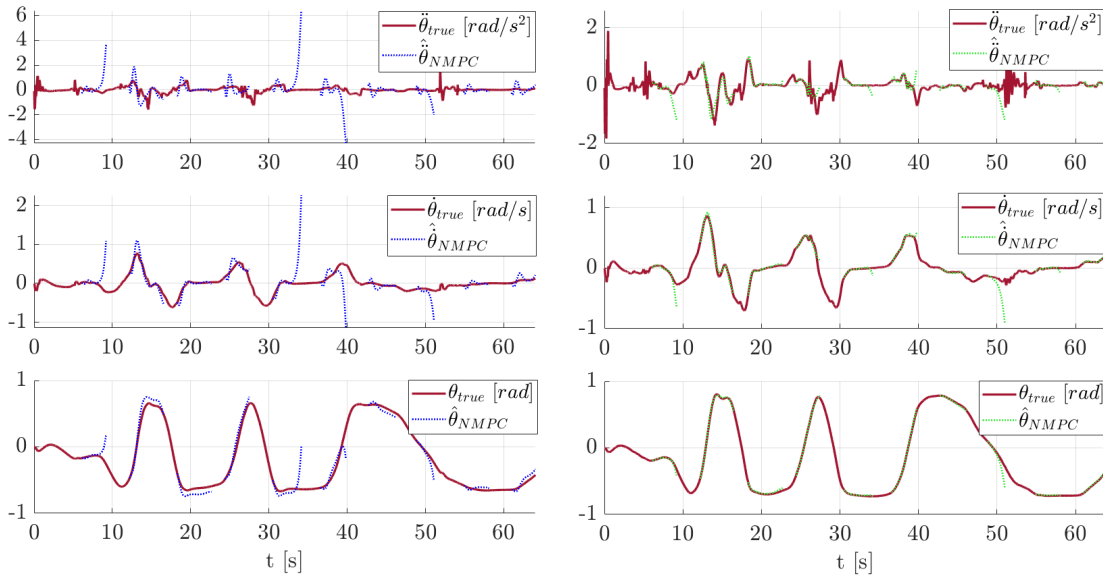 6
4
2
0
-2
-4
0 10 20 30 40 50 60
θ̈_true [rad/s²]
θ̈̂_NMPC
2
0
-2
0 10 20 30 40 50 60
θ̈_true [rad/s²]
θ̈̂_NMPC
2
1
0
-1
0 10 20 30 40 50 60
θ̇_true [rad/s]
θ̇̂_NMPC
1
0
-1
0 10 20 30 40 50 60
θ̇_true [rad/s]
θ̇̂_NMPC
1
0
-1
0 10 20 30 40 50 60
t [s]
θ_true [rad]
θ̂_NMPC
1
0
-1
0 10 20 30 40 50 60
t [s]
θ_true [rad]
θ̂_NMPC